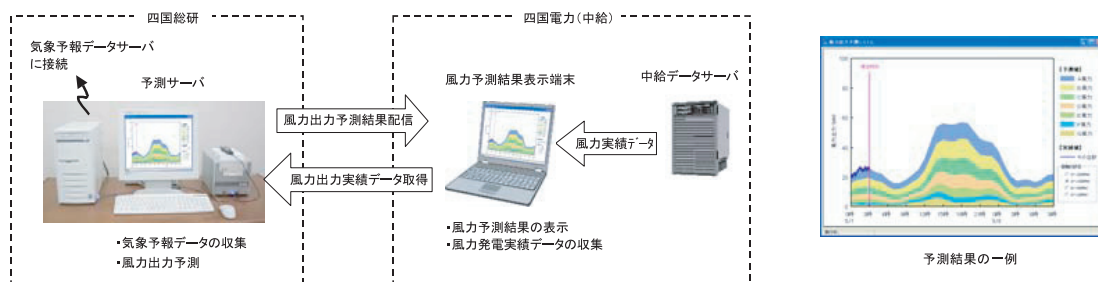 四国総研
気象予報データサーバ
に接続
予測サーバ
・気象予報データの収集
・風力出力予測
風力出力予測結果配信
風力出力実績データ取得
四国電力（中給）
風力予測結果表示端末
中給データサーバ
風力実績データ
・風力予測結果の表示
・風力発電実績データの収集
100
80
60
40
20
0
予測結果の一例